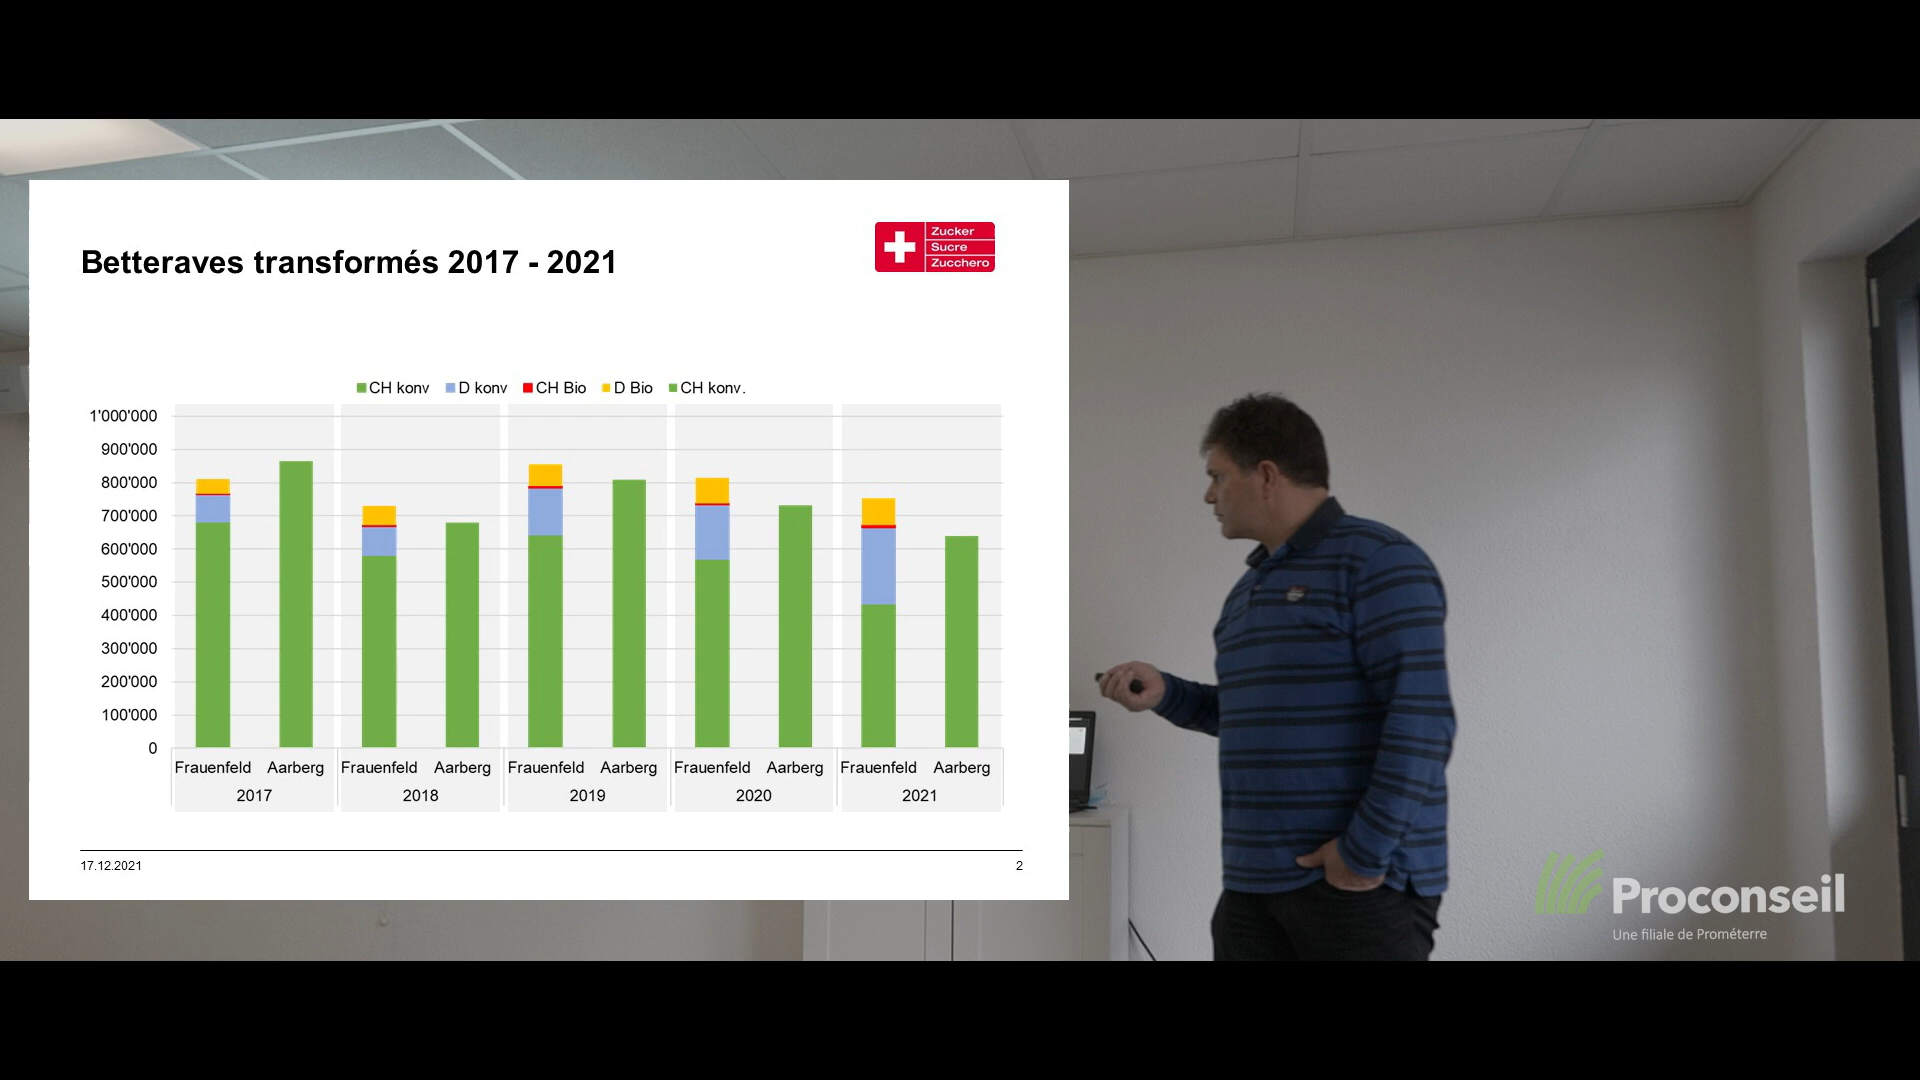 Betteraves transformés 2017 - 2021
Zucker
Sucre
Zucchero
CH konv D konv CH Bio D Bio CH konv.
1'000'000
900'000
800'000
700'000
600'000
500'000
400'000
300'000
200'000
100'000
0
Frauenfeld Aarberg Frauenfeld Aarberg Frauenfeld Aarberg Frauenfeld Aarberg Frauenfeld Aarberg
2017 2018 2019 2020 2021
17.12.2021 2
Proconseil
Une filiale de Prométerre